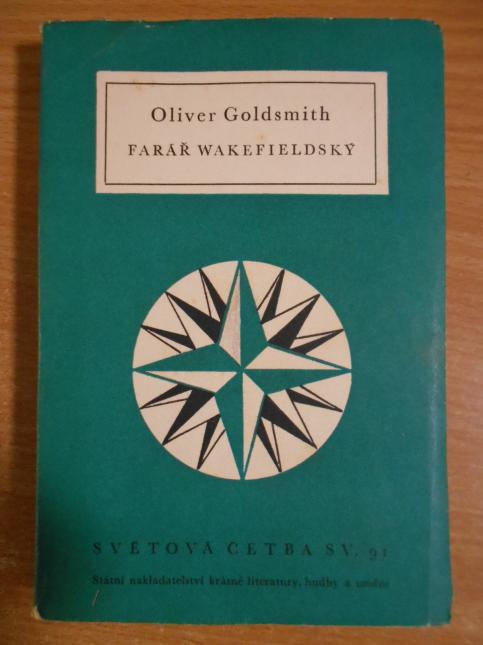 Oliver Goldsmith
FARÁŘ WAKEFIELDSKÝ
SVĚTOVÁ ČETBA SV. 91
Státní nakladatelství krásné literatury, hudby a umění